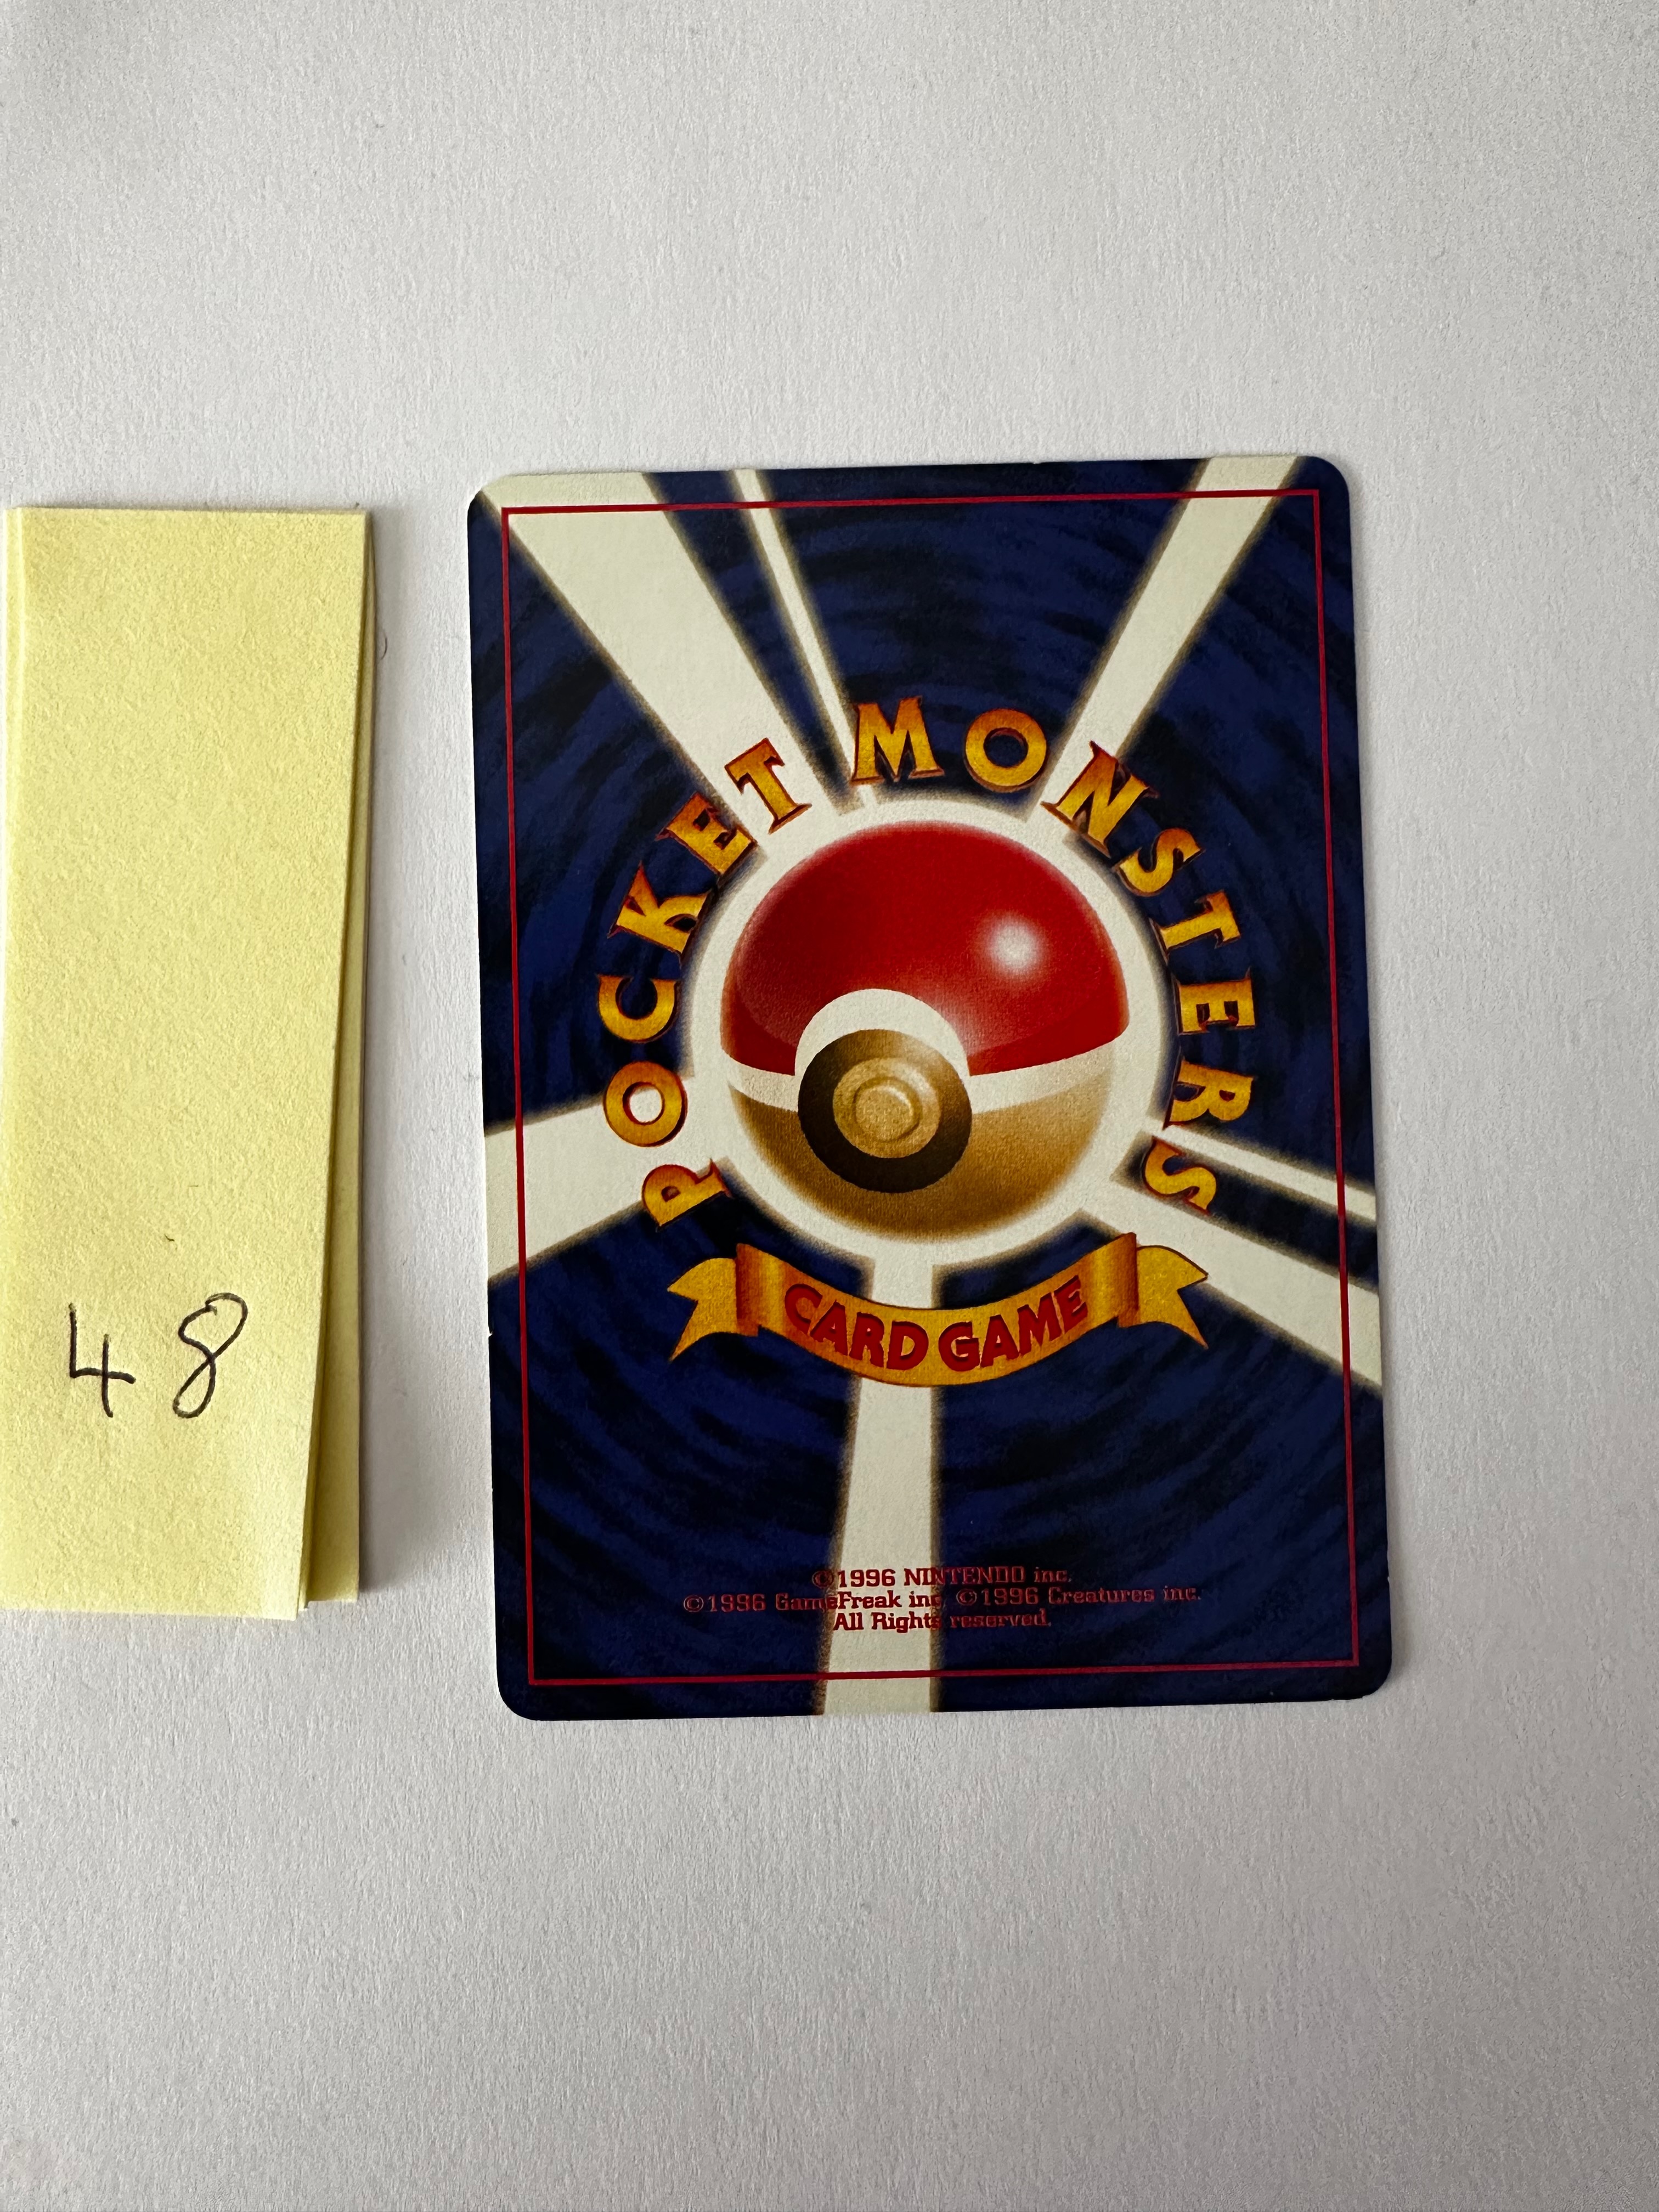 48
POCKET MONSTERS
CARD GAME
©1996 NINTENDO inc.
©1996 GameFreak inc. ©1996 Creatures inc.
All Rights reserved.